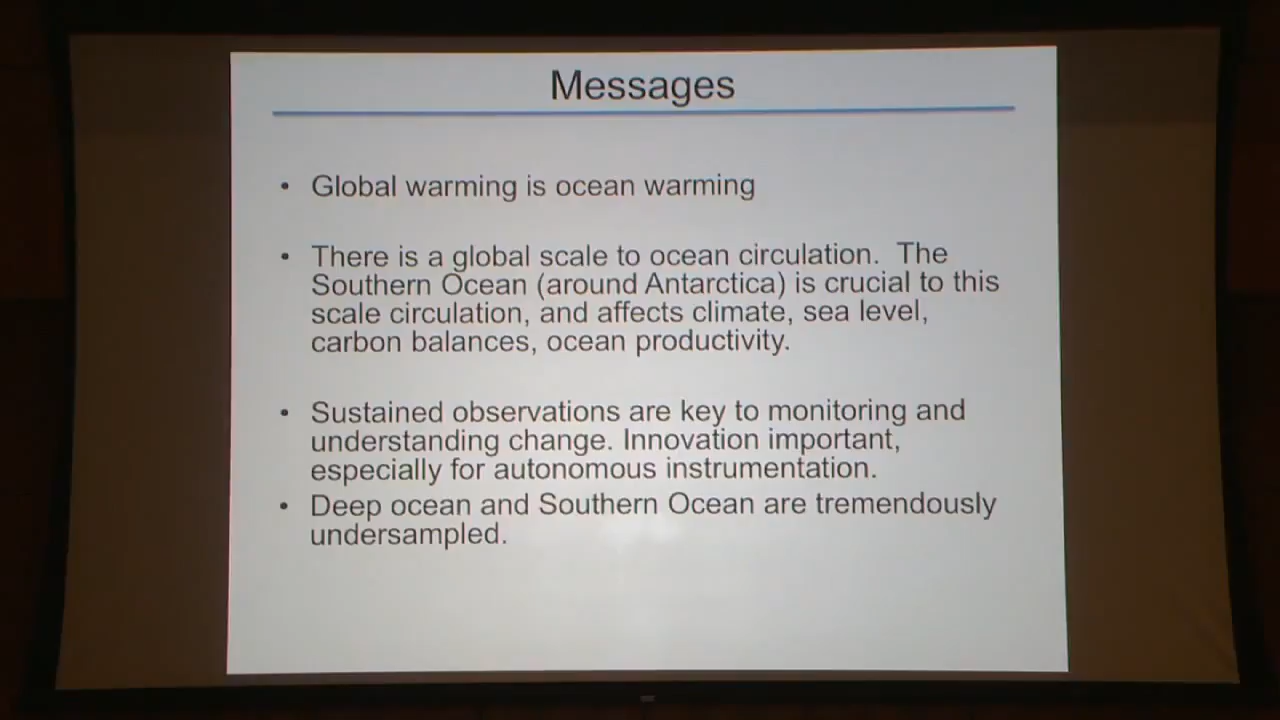 Messages
• Global warming is ocean warming
• There is a global scale to ocean circulation.  The
Southern Ocean (around Antarctica) is crucial to this
scale circulation, and affects climate, sea level,
carbon balances, ocean productivity.
• Sustained observations are key to monitoring and
understanding change. Innovation important,
especially for autonomous instrumentation.
• Deep ocean and Southern Ocean are tremendously
undersampled.